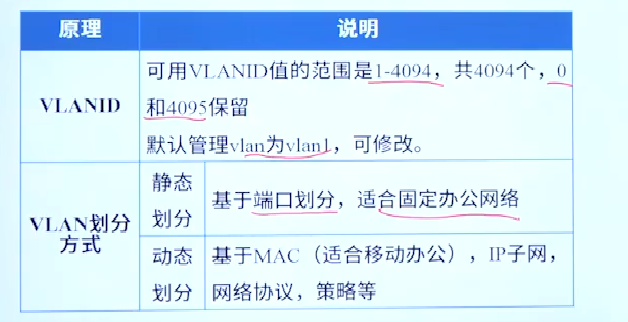 原理
说明
VLANID
可用VLANID值的范围是1-4094，共4094个，0
和4095保留
默认管理vlan为vlan1，可修改。
VLAN划分
方式
静态
划分
基于端口划分，适合固定办公网络
动态
划分
基于MAC（适合移动办公），IP子网，
网络协议，策略等